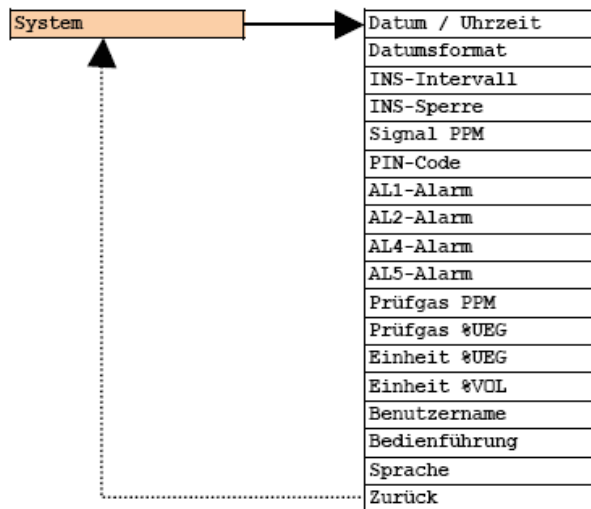 System
Datum / Uhrzeit
Datumsformat
INS-Intervall
INS-Sperre
Signal PPM
PIN-Code
AL1-Alarm
AL2-Alarm
AL4-Alarm
AL5-Alarm
Prüfgas PPM
Prüfgas %UEG
Einheit %UEG
Einheit %VOL
Benutzername
Bedienführung
Sprache
Zurück